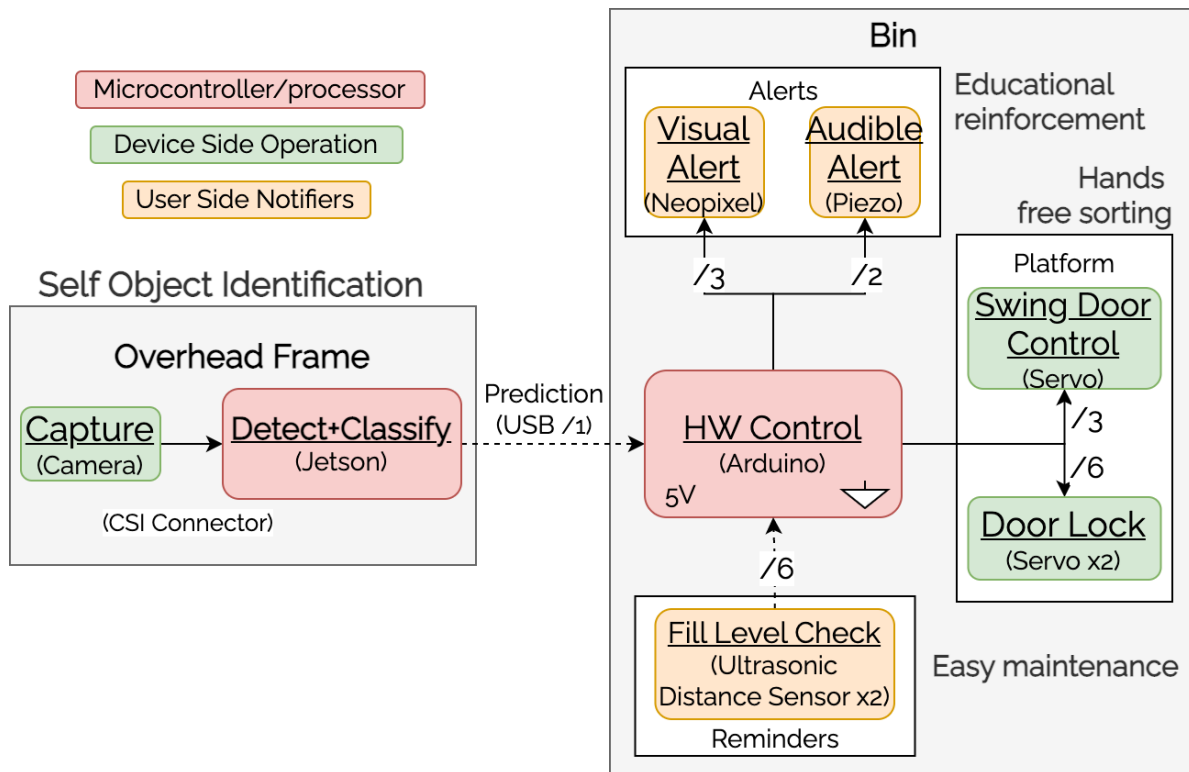 Microcontroller/processor
Device Side Operation
User Side Notifiers
Self Object Identification
Overhead Frame
Capture
(Camera)
Detect+Classify
(Jetson)
(CSI Connector)
Prediction
(USB /1)
Bin
Alerts
Visual
Alert
(Neopixel)
Audible
Alert
(Piezo)
Educational
reinforcement
/3
/2
Hands
free sorting
Platform
Swing Door
Control
(Servo)
/3
/6
Door Lock
(Servo x2)
HW Control
(Arduino)
5V
/6
Fill Level Check
(Ultrasonic
Distance Sensor x2)
Reminders
Easy maintenance